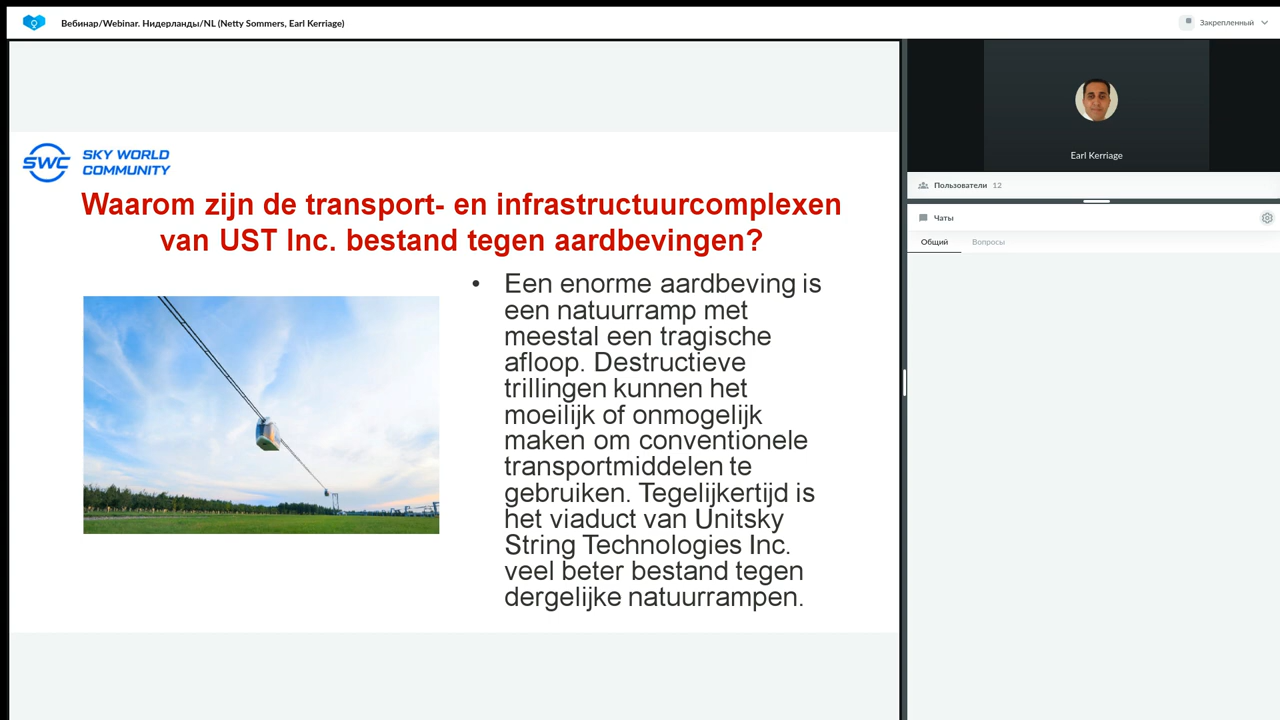 Вебинар/Webinar. Нидерланды/NL (Netty Sommers, Earl Kerriage)
Закрепленный
SWC
SKY WORLD
COMMUNITY
Waarom zijn de transport- en infrastructuurcomplexen
van UST Inc. bestand tegen aardbevingen?
• Een enorme aardbeving is
een natuurramp met
meestal een tragische
afloop. Destructieve
trillingen kunnen het
moeilijk of onmogelijk
maken om conventionele
transportmiddelen te
gebruiken. Tegelijkertijd is
het viaduct van Unitsky
String Technologies Inc.
veel beter bestand tegen
dergelijke natuurrampen.
Earl Kerriage
Пользователи 12
Чаты
Общий Вопросы